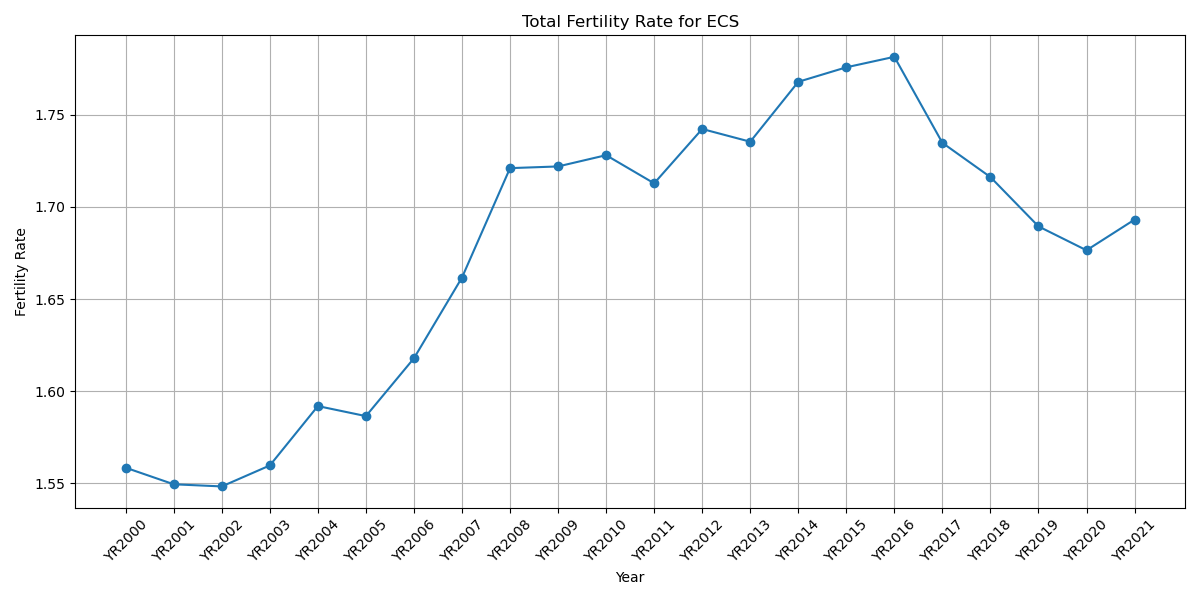 Total Fertility Rate for ECS
Fertility Rate
1.75
1.70
1.65
1.60
1.55
YR2000
YR2001
YR2002
YR2003
YR2004
YR2005
YR2006
YR2007
YR2008
YR2009
YR2010
YR2011
YR2012
YR2013
YR2014
YR2015
YR2016
YR2017
YR2018
YR2019
YR2020
YR2021
Year